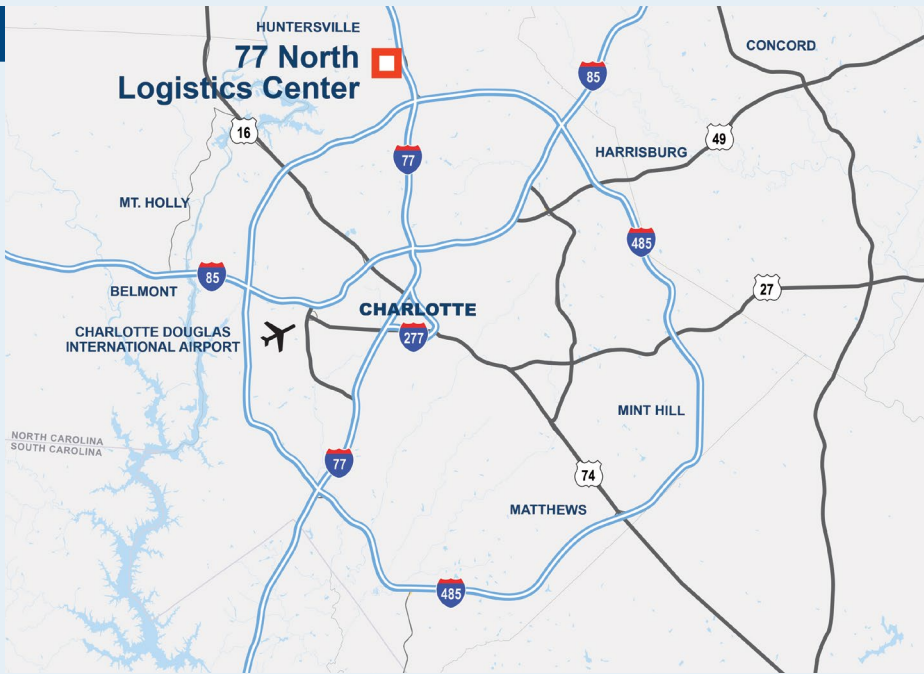 HUNTERSVILLE
77 North
Logistics Center
CONCORD
85
16
49
77
HARRISBURG
MT. HOLLY
485
85
27
BELMONT
CHARLOTTE
CHARLOTTE DOUGLAS
INTERNATIONAL AIRPORT
277
MINT HILL
NORTH CAROLINA
SOUTH CAROLINA
77
74
MATTHEWS
485